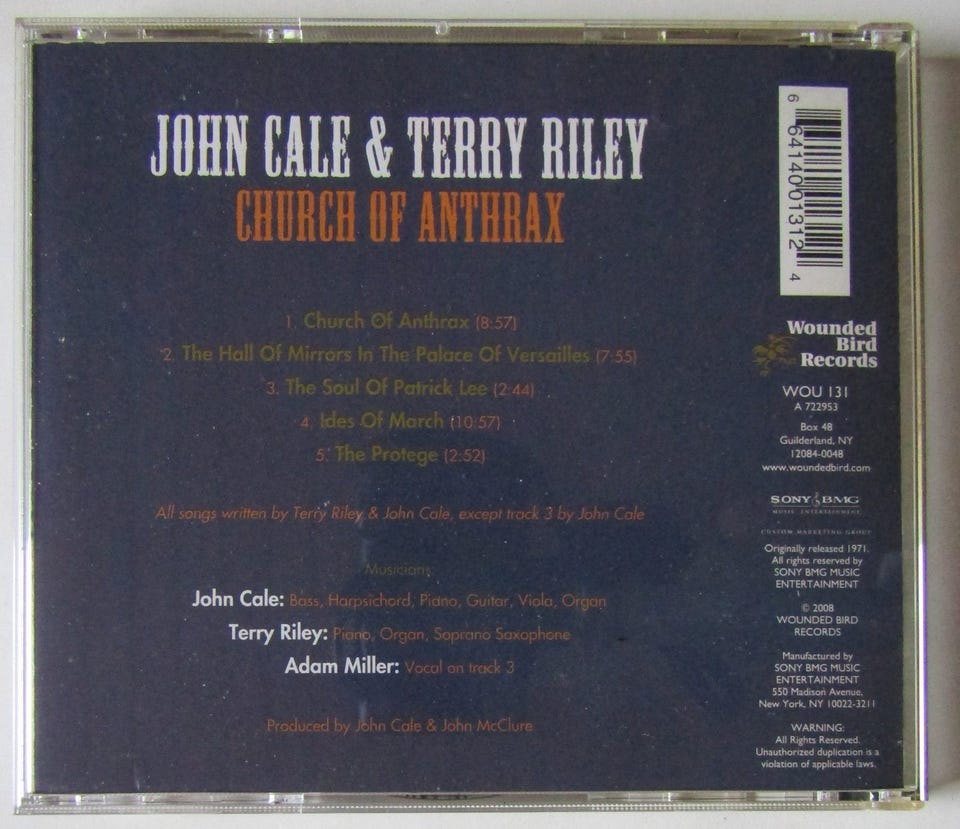 JOHN CALE & TERRY RILEY
CHURCH OF ANTHRAX
1. Church Of Anthrax (8:57)
2. The Hall Of Mirrors In The Palace Of Versailles (7:55)
3. The Soul Of Patrick Lee (2:44)
4. Ides Of March (10:57)
5. The Protege (2:52)
All songs written by Terry Riley & John Cale, except track 3 by John Cale
Musicians:
John Cale: Bass, Harpsichord, Piano, Guitar, Viola, Organ
Terry Riley: Piano, Organ, Soprano Saxophone
Adam Miller: Vocal on track 3
Produced by John Cale & John McClure
6 64140 01312 4
Wounded
Bird
Records
WOU 131
A 722953
Box 48
Guilderland, NY
12084-0048
www.woundedbird.com
SONY BMG
MUSIC ENTERTAINMENT
CUSTOM MARKETING GROUP
Originally released 1971.
All rights reserved by
SONY BMG MUSIC
ENTERTAINMENT
© 2008
WOUNDED BIRD
RECORDS
Manufactured by
SONY BMG MUSIC
ENTERTAINMENT
550 Madison Avenue,
New York, NY 10022-3211
WARNING:
All Rights Reserved.
Unauthorized duplication is a
violation of applicable laws.